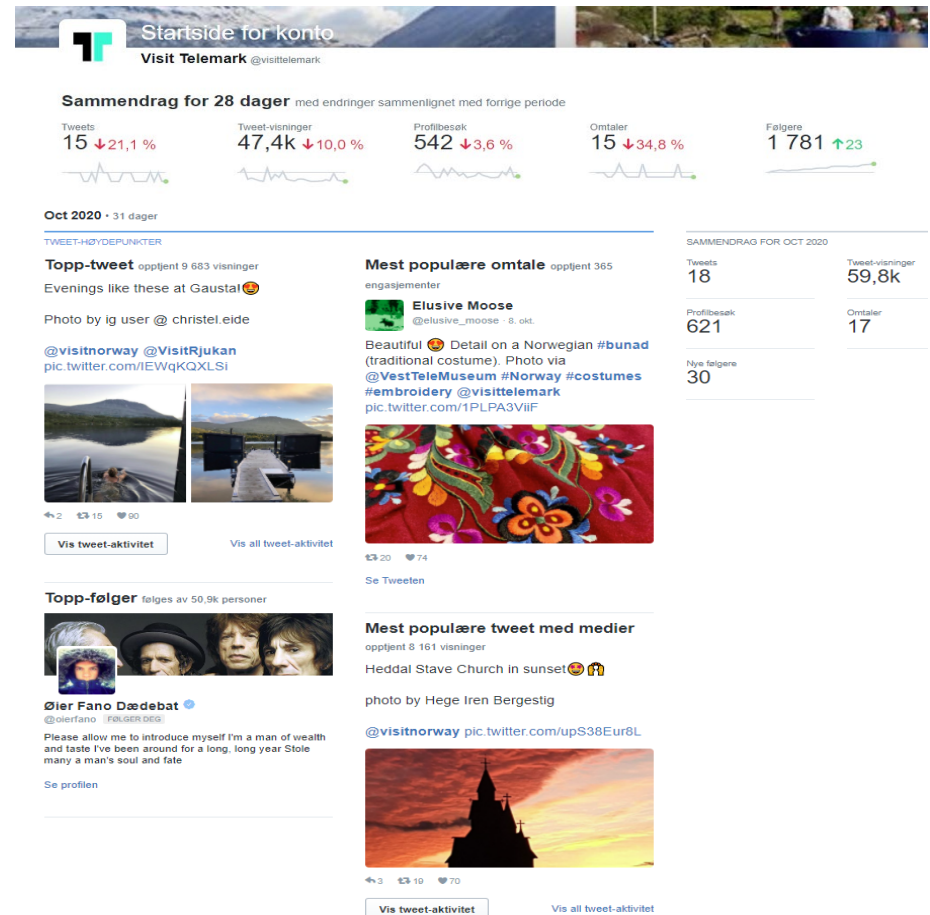 Startside for konto
Visit Telemark @visittelemark
Sammendrag for 28 dager med endringer sammenlignet med forrige periode
Tweets
15 ↓21,1 %
Tweet-visninger
47,4k ↓10,0 %
Profilbesøk
542 ↓3,6 %
Omtaler
15 ↓34,8 %
Følgere
1 781 ↑23
Oct 2020 • 31 dager
TWEET-HØYDEPUNKTER
Topp-tweet opptjent 9 683 visninger
Evenings like these at Gaustal😍
Photo by ig user @ christel.eide
@visitnorway @VisitRjukan
pic.twitter.com/IEWqKQXLSi
2 15 90
Vis tweet-aktivitet
Vis all tweet-aktivitet
Topp-følger følges av 50,9k personer
Øier Fano Dædebat
@oierfano FØLGER DEG
Please allow me to introduce myself I'm a man of wealth
and taste I've been around for a long, long year Stole
many a man's soul and fate
Se profilen
Mest populære omtale opptjent 365
engasjementer
Elusive Moose
@elusive_moose · 8. okt.
Beautiful 😍 Detail on a Norwegian #bunad
(traditional costume). Photo via
@VestTeleMuseum #Norway #costumes
#embroidery @visittelemark
pic.twitter.com/1PLPA3ViiF
20 74
Se Tweeten
Mest populære tweet med medier
opptjent 8 161 visninger
Heddal Stave Church in sunset😍🙌
photo by Hege Iren Bergestig
@visitnorway pic.twitter.com/upS38Eur8L
3 19 70
Vis tweet-aktivitet
Vis all tweet-aktivitet
SAMMENDRAG FOR OCT 2020
Tweets
18
Tweet-visninger
59,8k
Profilbesøk
621
Omtaler
17
Nye følgere
30